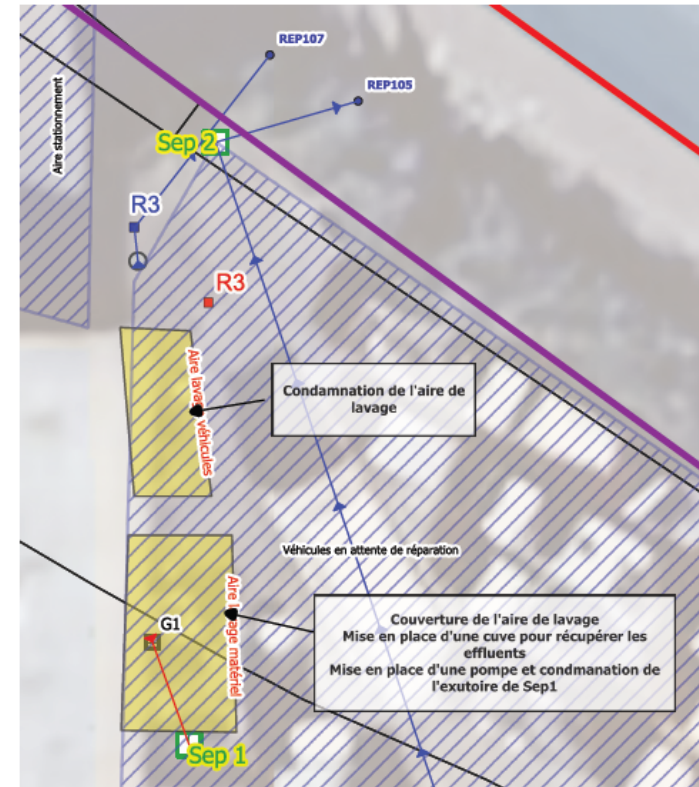 REP107
REP105
Aire stationnement
Sep 2
R3
R3
Aire lavage véhicules
Condamnation de l'aire de
lavage
Véhicules en attente de réparation
Aire lavage matériel
G1
Couverture de l'aire de lavage
Mise en place d'une cuve pour récupérer les
effluents
Mise en place d'une pompe et condmanation de
l'exutoire de Sep1
Sep 1